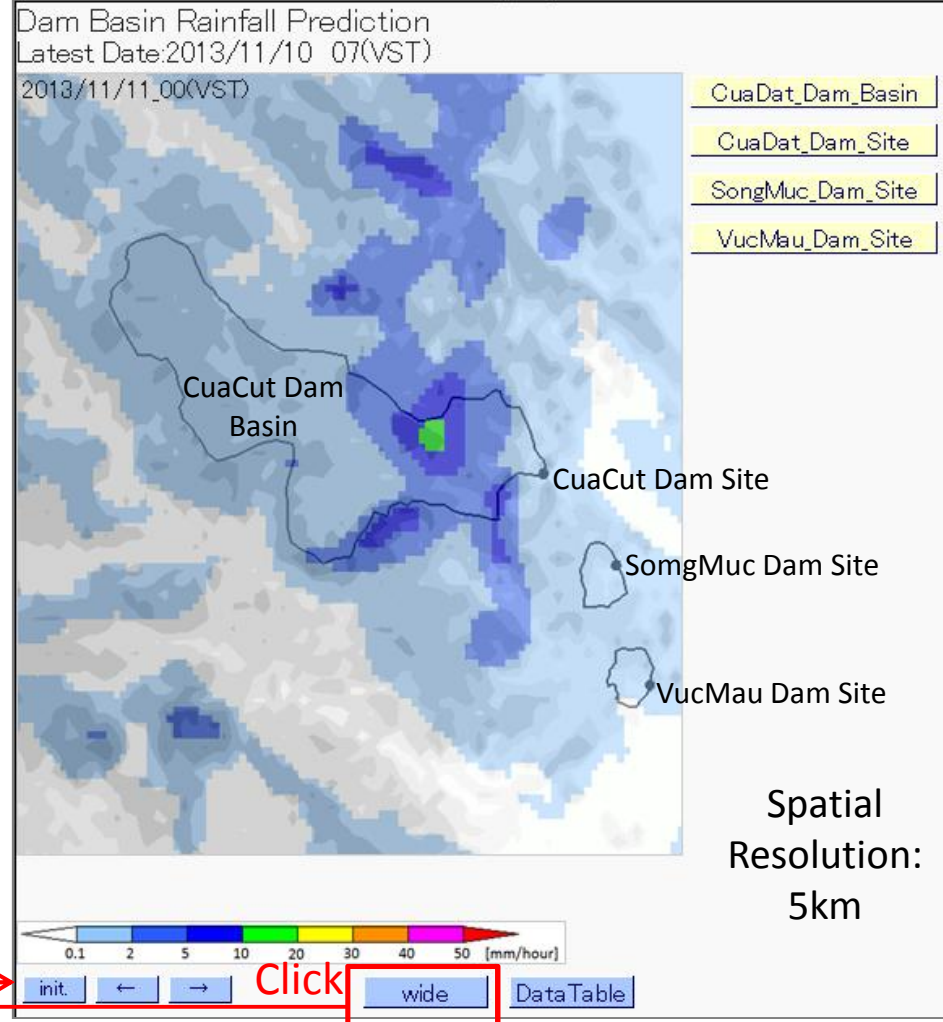 Dam Basin Rainfall Prediction
Latest Date:2013/11/10 07(VST)
2013/11/11_00(VST)
CuaDat_Dam_Basin
CuaDat_Dam_Site
SongMuc_Dam_Site
VucMau_Dam_Site
CuaCut Dam
Basin
CuaCut Dam Site
SomgMuc Dam Site
VucMau Dam Site
Spatial
Resolution:
5km
0.1 2 5 10 20 30 40 50 [mm/hour]
init. ← → Click wide DataTable